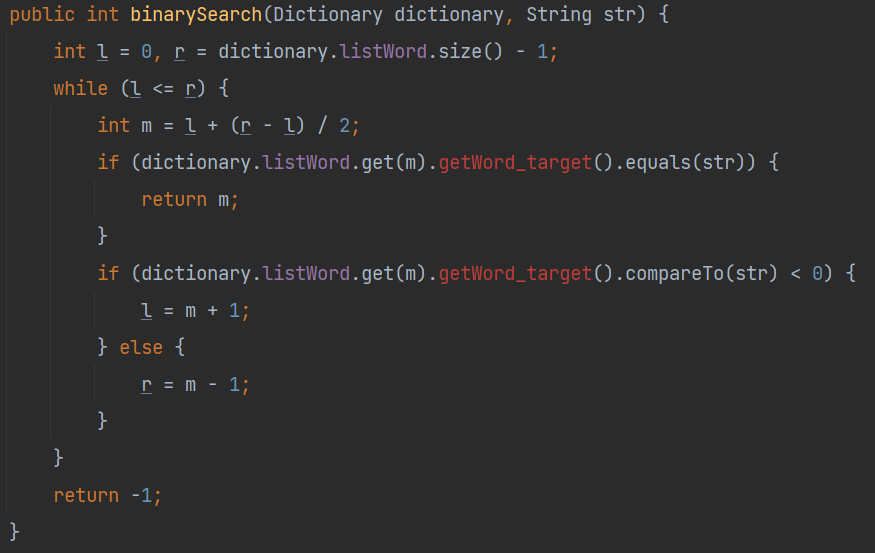 public int binarySearch(Dictionary dictionary, String str) {
    int l = 0, r = dictionary.listWord.size() - 1;
    while (l <= r) {
        int m = l + (r - l) / 2;
        if (dictionary.listWord.get(m).getWord_target().equals(str)) {
            return m;
        }
        if (dictionary.listWord.get(m).getWord_target().compareTo(str) < 0) {
            l = m + 1;
        } else {
            r = m - 1;
        }
    }
    return -1;
}